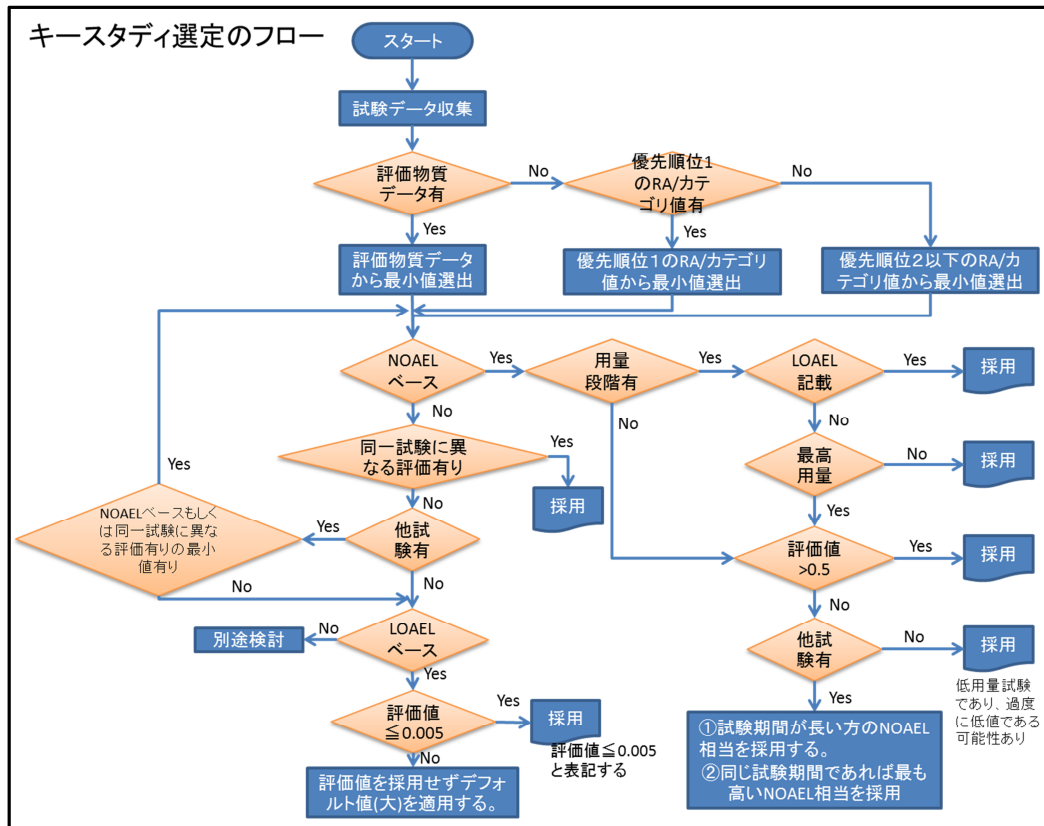 キースタディ選定のフロー
スタート
試験データ収集
評価物質
データ有
No
優先順位1
のRA/カテ
ゴリ値有
No
Yes
Yes
評価物質データ
から最小値選出
優先順位1のRA/カテゴリ
値から最小値選出
優先順位2以下のRA/カ
テゴリ値から最小値選出
NOAEL
ベース
Yes
用量
段階有
Yes
LOAEL
記載
Yes
採用
No
No
No
同一試験に異
なる評価有り
Yes
採用
最高
用量
No
採用
Yes
NOAELベースもしく
は同一試験に異な
る評価有りの最小
値有り
Yes
No
他試
験有
Yes
評価値
>0.5
Yes
採用
No
No
No
LOAEL
ベース
No
別途検討
他試
験有
No
採用
低用量試験
であり、過度
に低値である
可能性あり
Yes
Yes
評価値
≦0.005
Yes
採用
評価値≦0.005
と表記する
No
評価値を採用せずデフォ
ルト値(大)を適用する。
①試験期間が長い方のNOAEL
相当を採用する。
②同じ試験期間であれば最も
高いNOAEL相当を採用